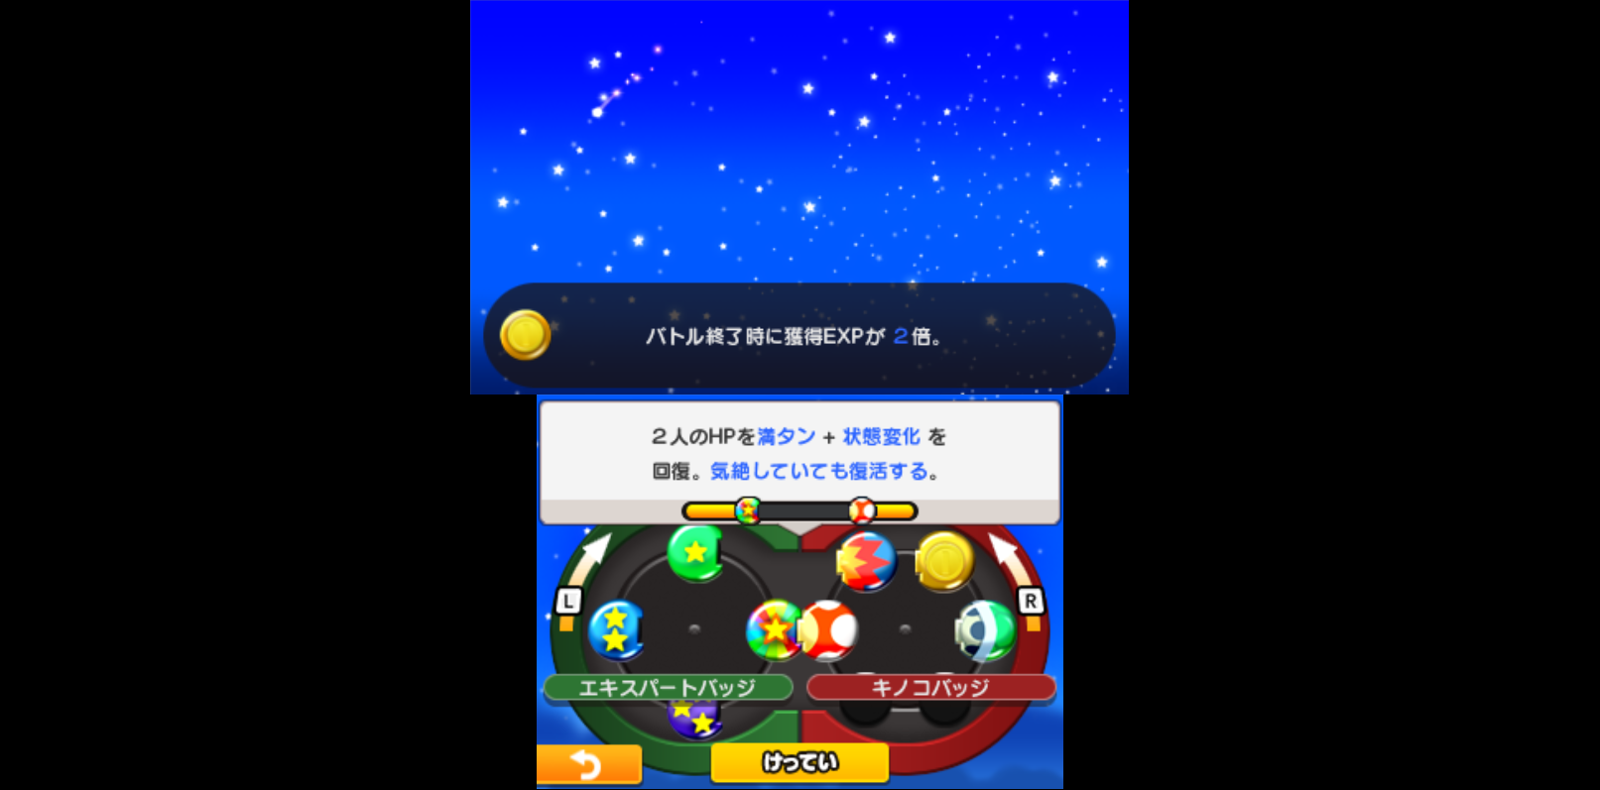 バトル終了時に獲得EXPが 2倍。
2人のHPを満タン + 状態変化 を
回復。気絶していても復活する。
L
R
エキスパートバッジ
キノコバッジ
けってい